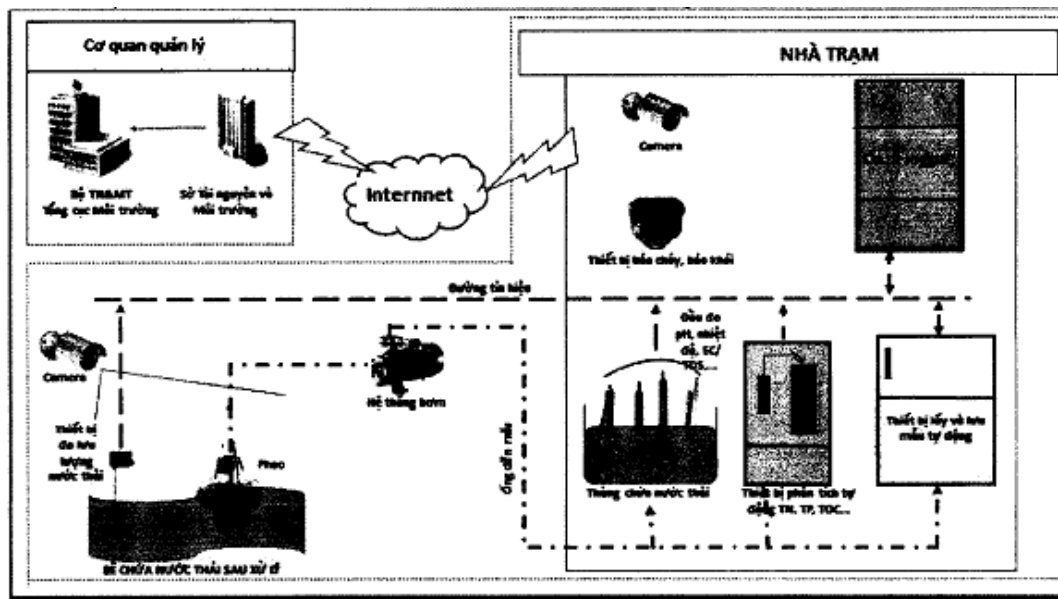 Cơ quan quản lý
NHÀ TRẠM
Bộ TN&MT
Tổng cục Môi trường
Sở Tài nguyên và
Môi trường
Internnet
Camera
Thiết bị báo cháy, báo khói
Đường tín hiệu
Camera
Thiết bị
đo lưu
lượng
nước thải
Phao
Hệ thống bơm
Ống dẫn mẫu
Đầu đo
pH, nhiệt
độ, EC/
TDS,...
Thùng chứa nước thải
Thiết bị phân tích tự
động TN, TP, TOC...
Thiết bị lấy và lưu
mẫu tự động
BỂ CHỨA NƯỚC THẢI SAU XỬ LÝ